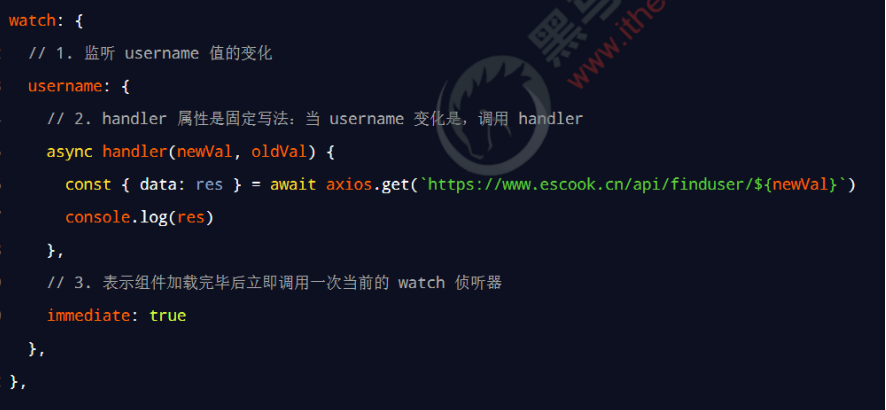 watch: {
// 1. 监听 username 值的变化
username: {
// 2. handler 属性是固定写法：当 username 变化是，调用 handler
async handler(newVal, oldVal) {
const { data: res } = await axios.get(`https://www.escook.cn/api/finduser/${newVal}`)
console.log(res)
},
// 3. 表示组件加载完毕后立即调用一次当前的 watch 侦听器
immediate: true
},
},
黑马
www.ithe